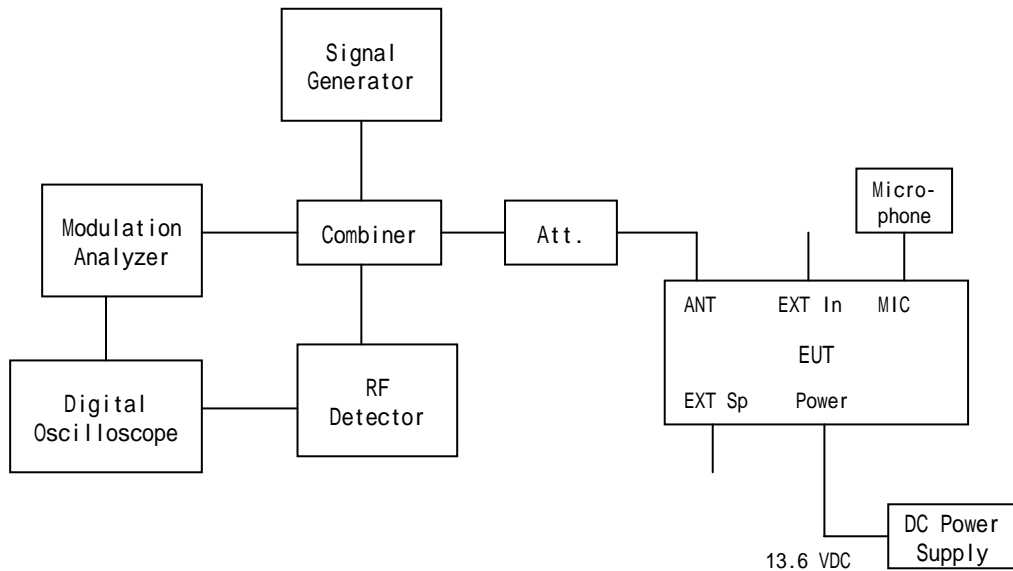 Signal
Generator
Modulation
Analyzer
Combiner
Att.
Micro-
phone
ANT EXT In MIC
EUT
EXT Sp Power
Digital
Oscilloscope
RF
Detector
DC Power
Supply
13.6 VDC